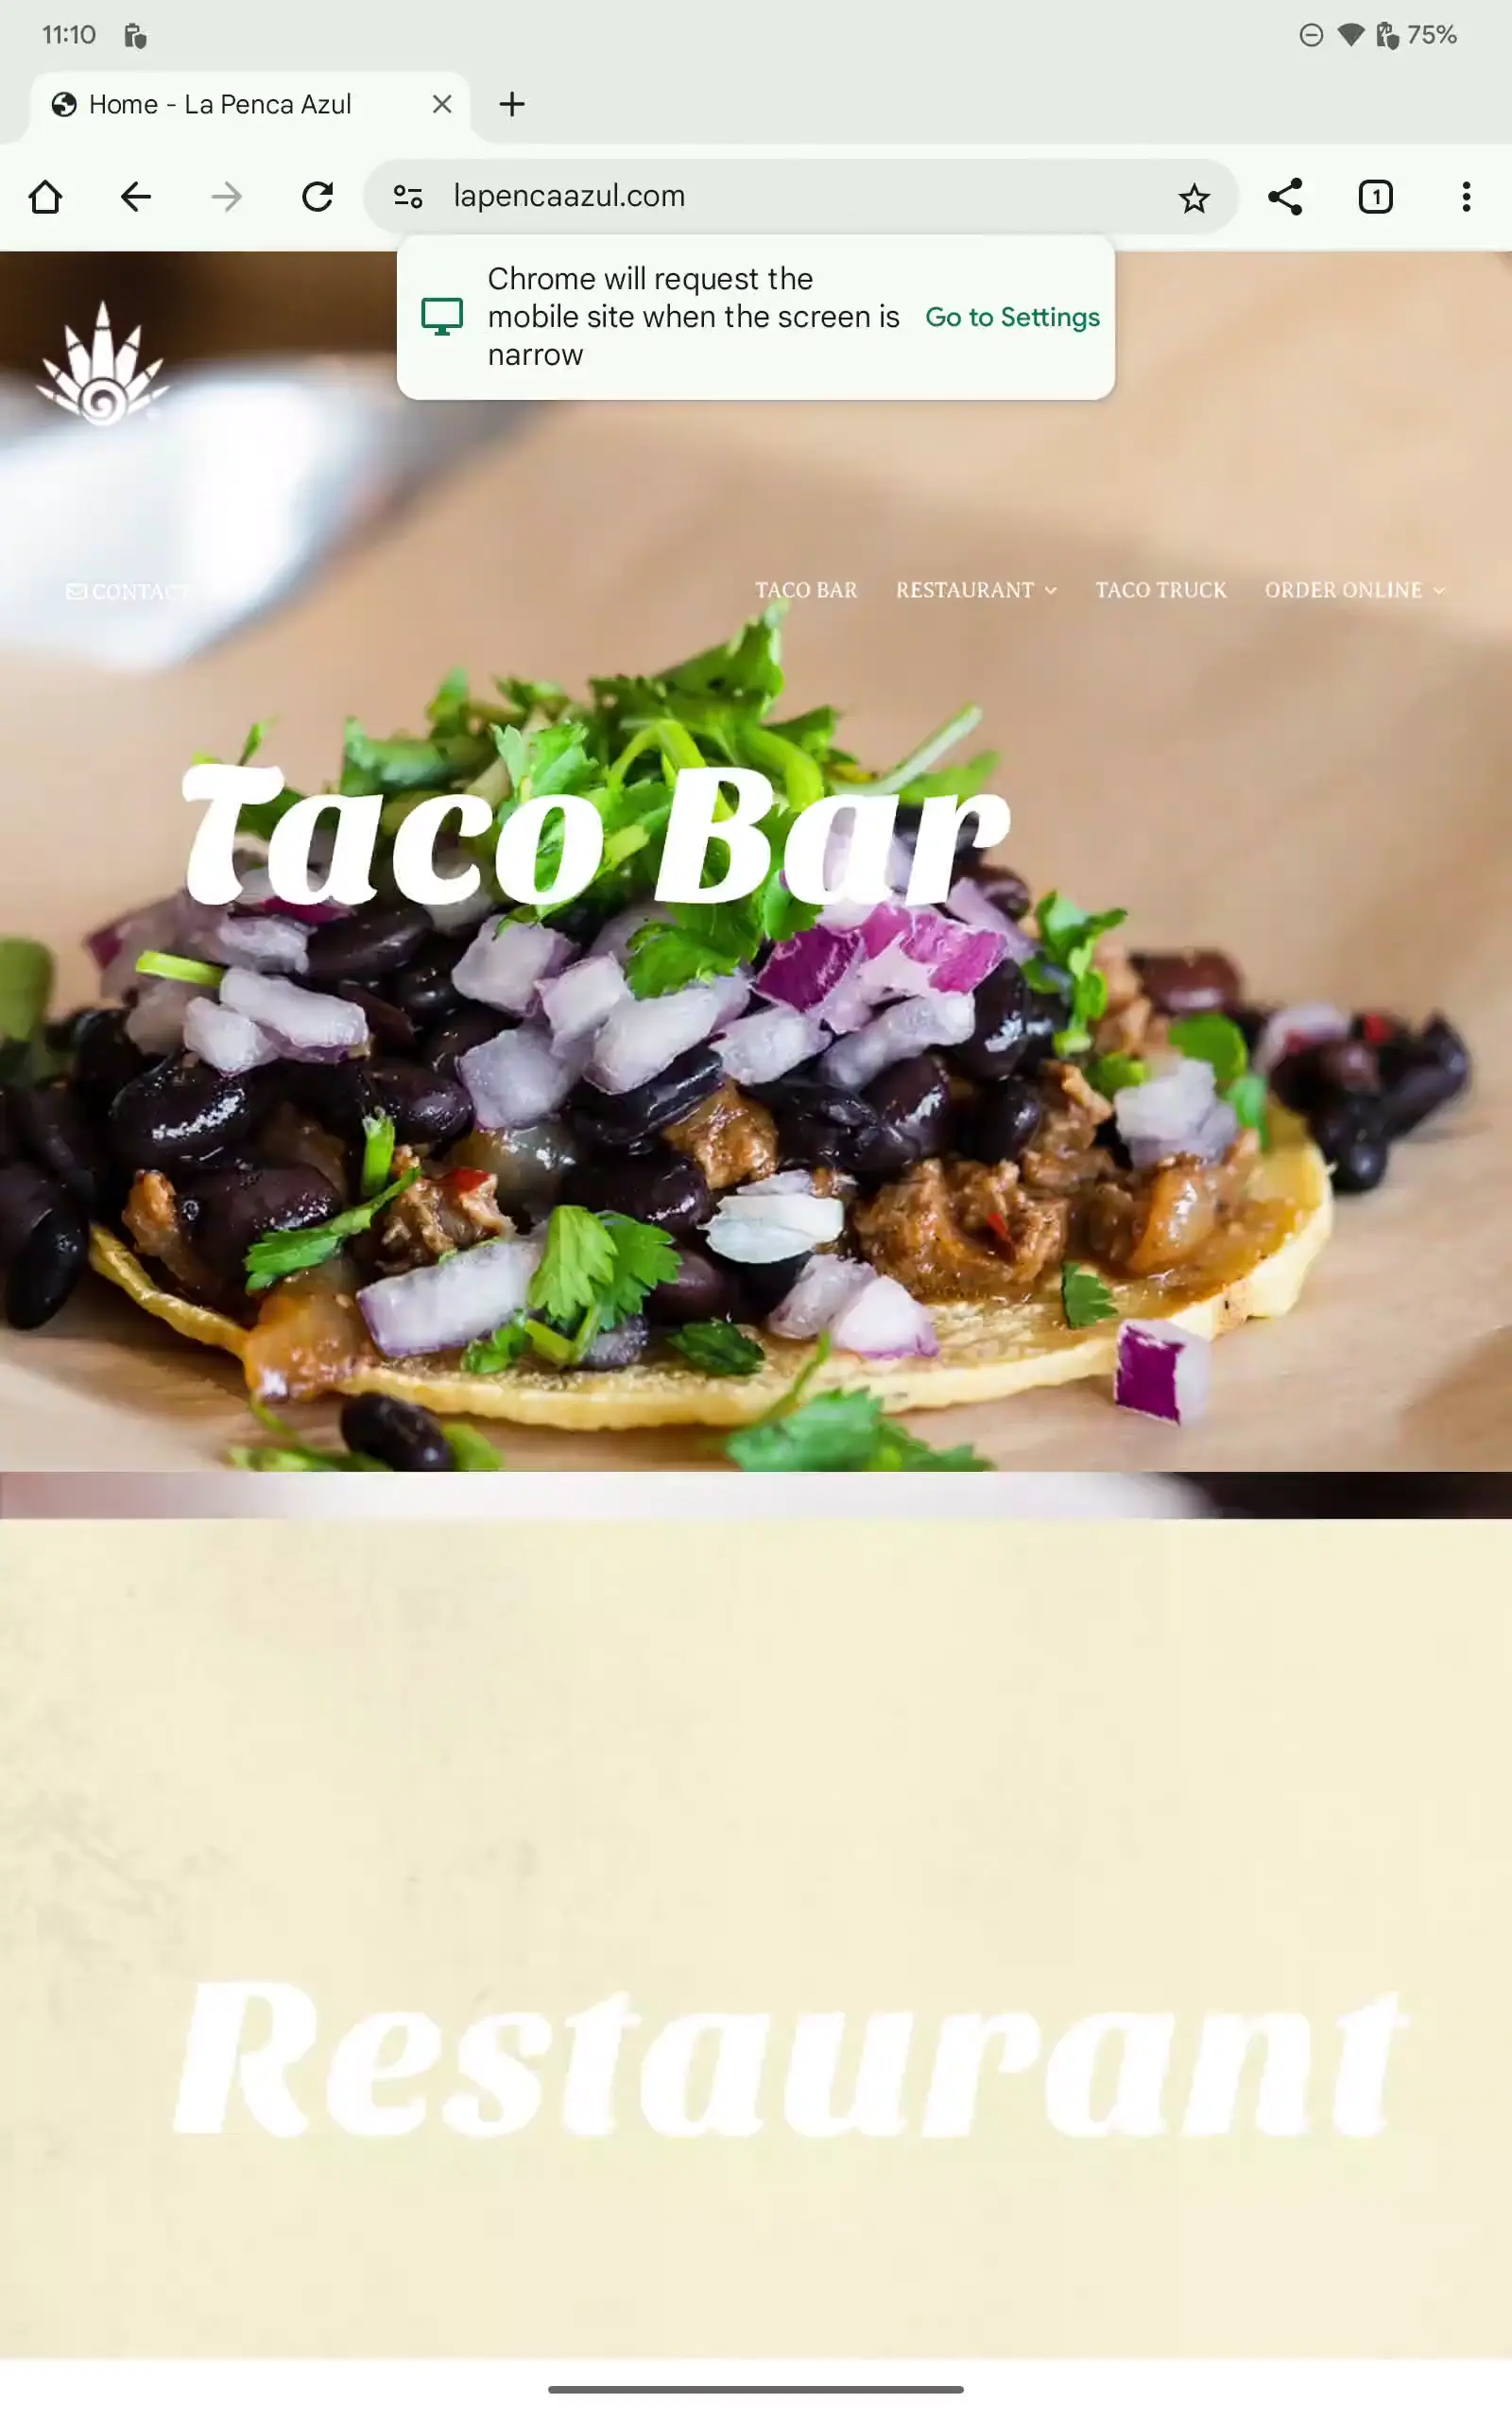 11:10
75%
Home - La Penca Azul
lapencaazul.com
1
Chrome will request the
mobile site when the screen is
narrow
Go to Settings
CONTACT
TACO BAR
RESTAURANT
TACO TRUCK
ORDER ONLINE
Taco Bar
Restaurant